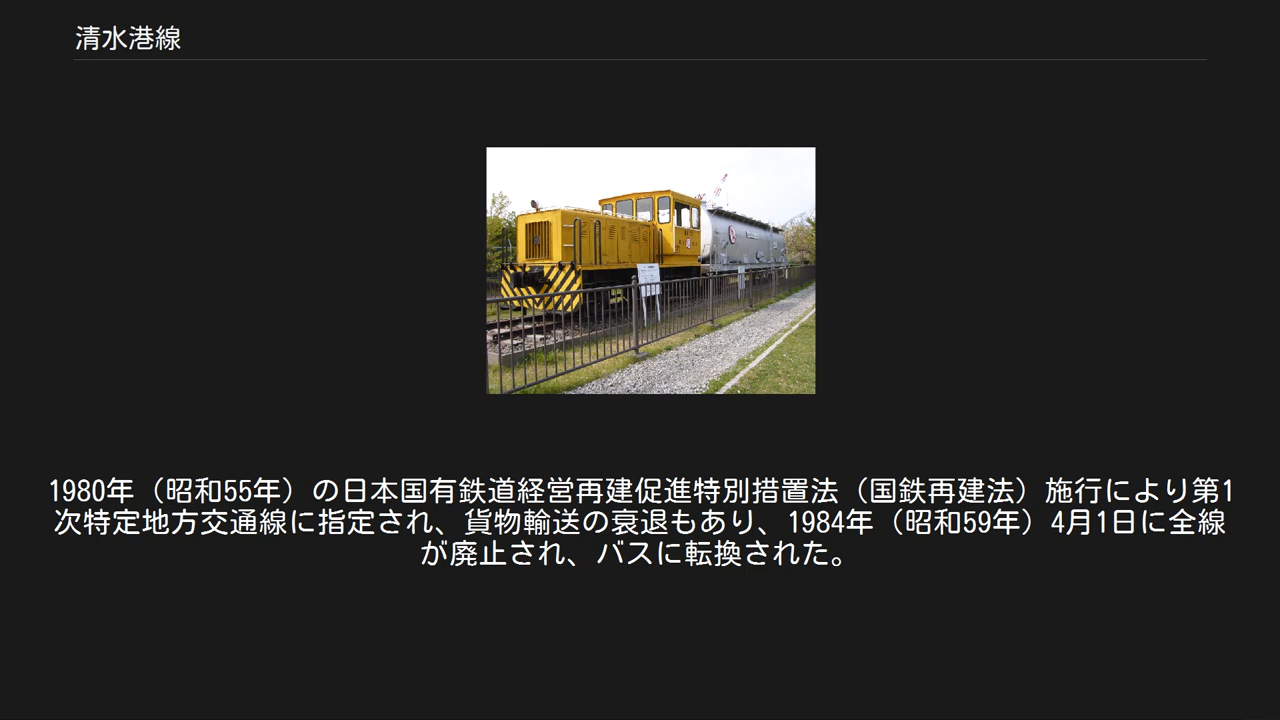 清水港線
1980年（昭和55年）の日本国有鉄道経営再建促進特別措置法（国鉄再建法）施行により第1
次特定地方交通線に指定され、貨物輸送の衰退もあり、1984年（昭和59年）4月1日に全線
が廃止され、バスに転換された。